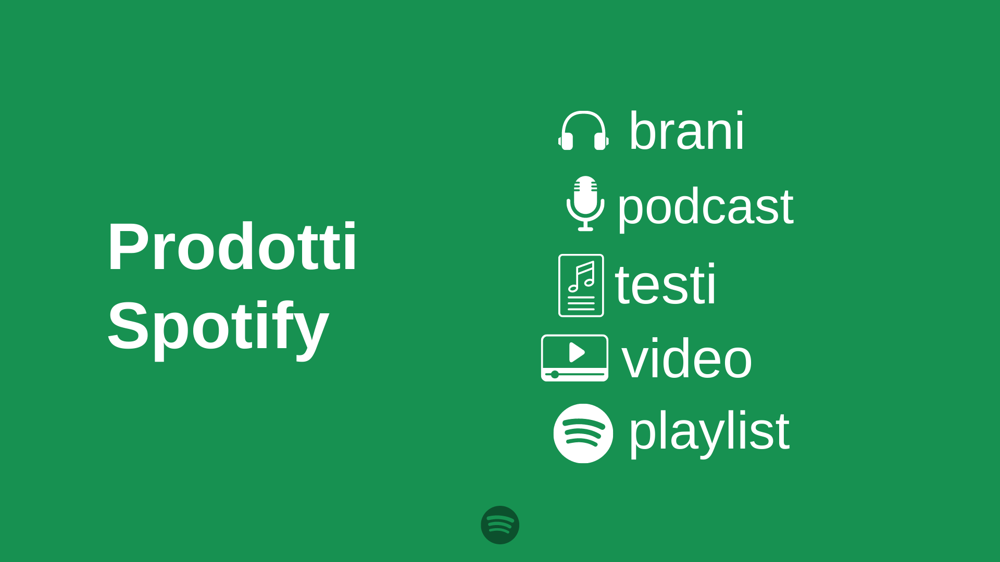 Prodotti
Spotify
brani
podcast
testi
video
playlist